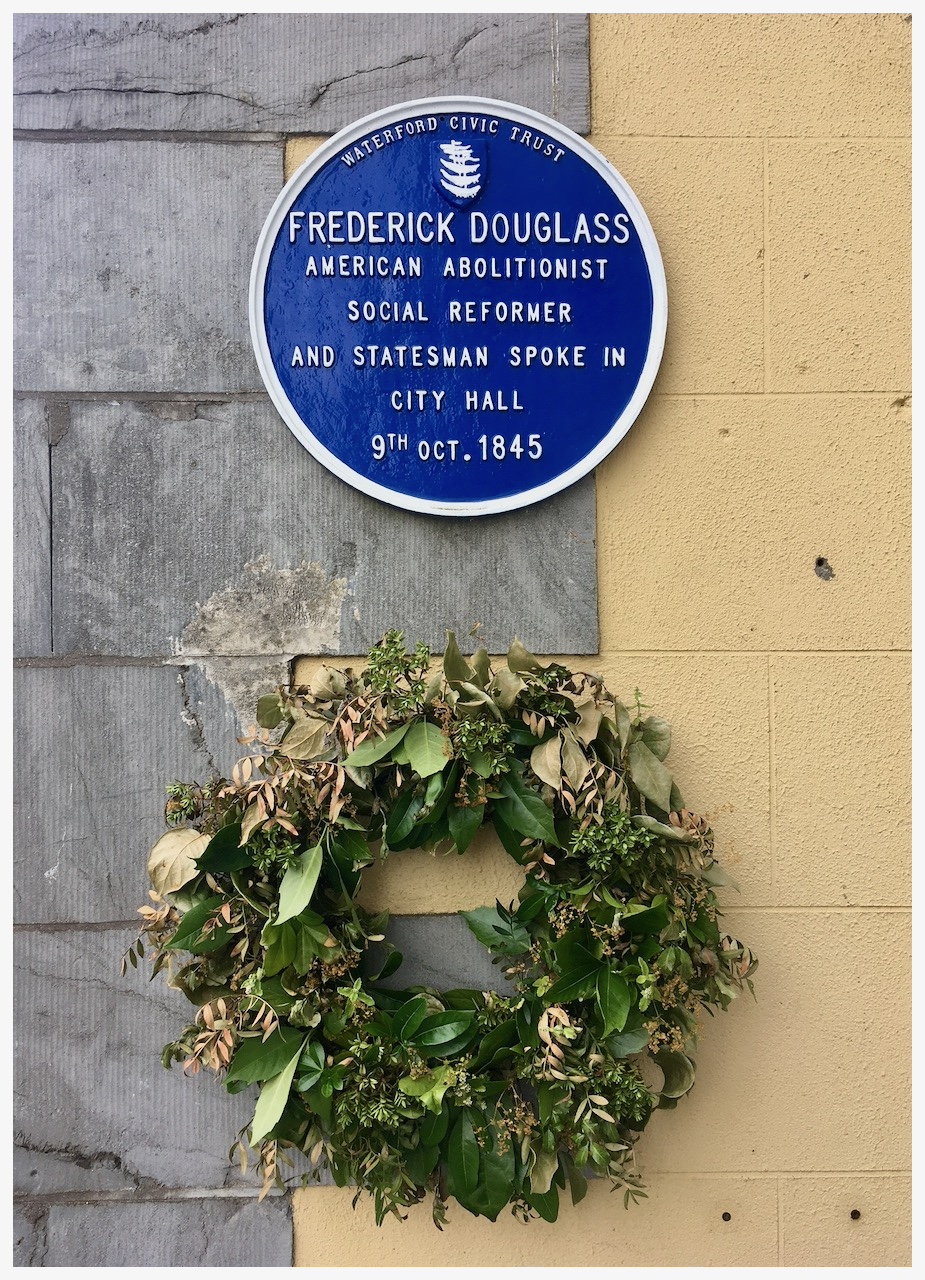 WATERFORD CIVIC TRUST
FREDERICK DOUGLASS
AMERICAN ABOLITIONIST
SOCIAL REFORMER
AND STATESMAN SPOKE IN
CITY HALL
9TH OCT. 1845